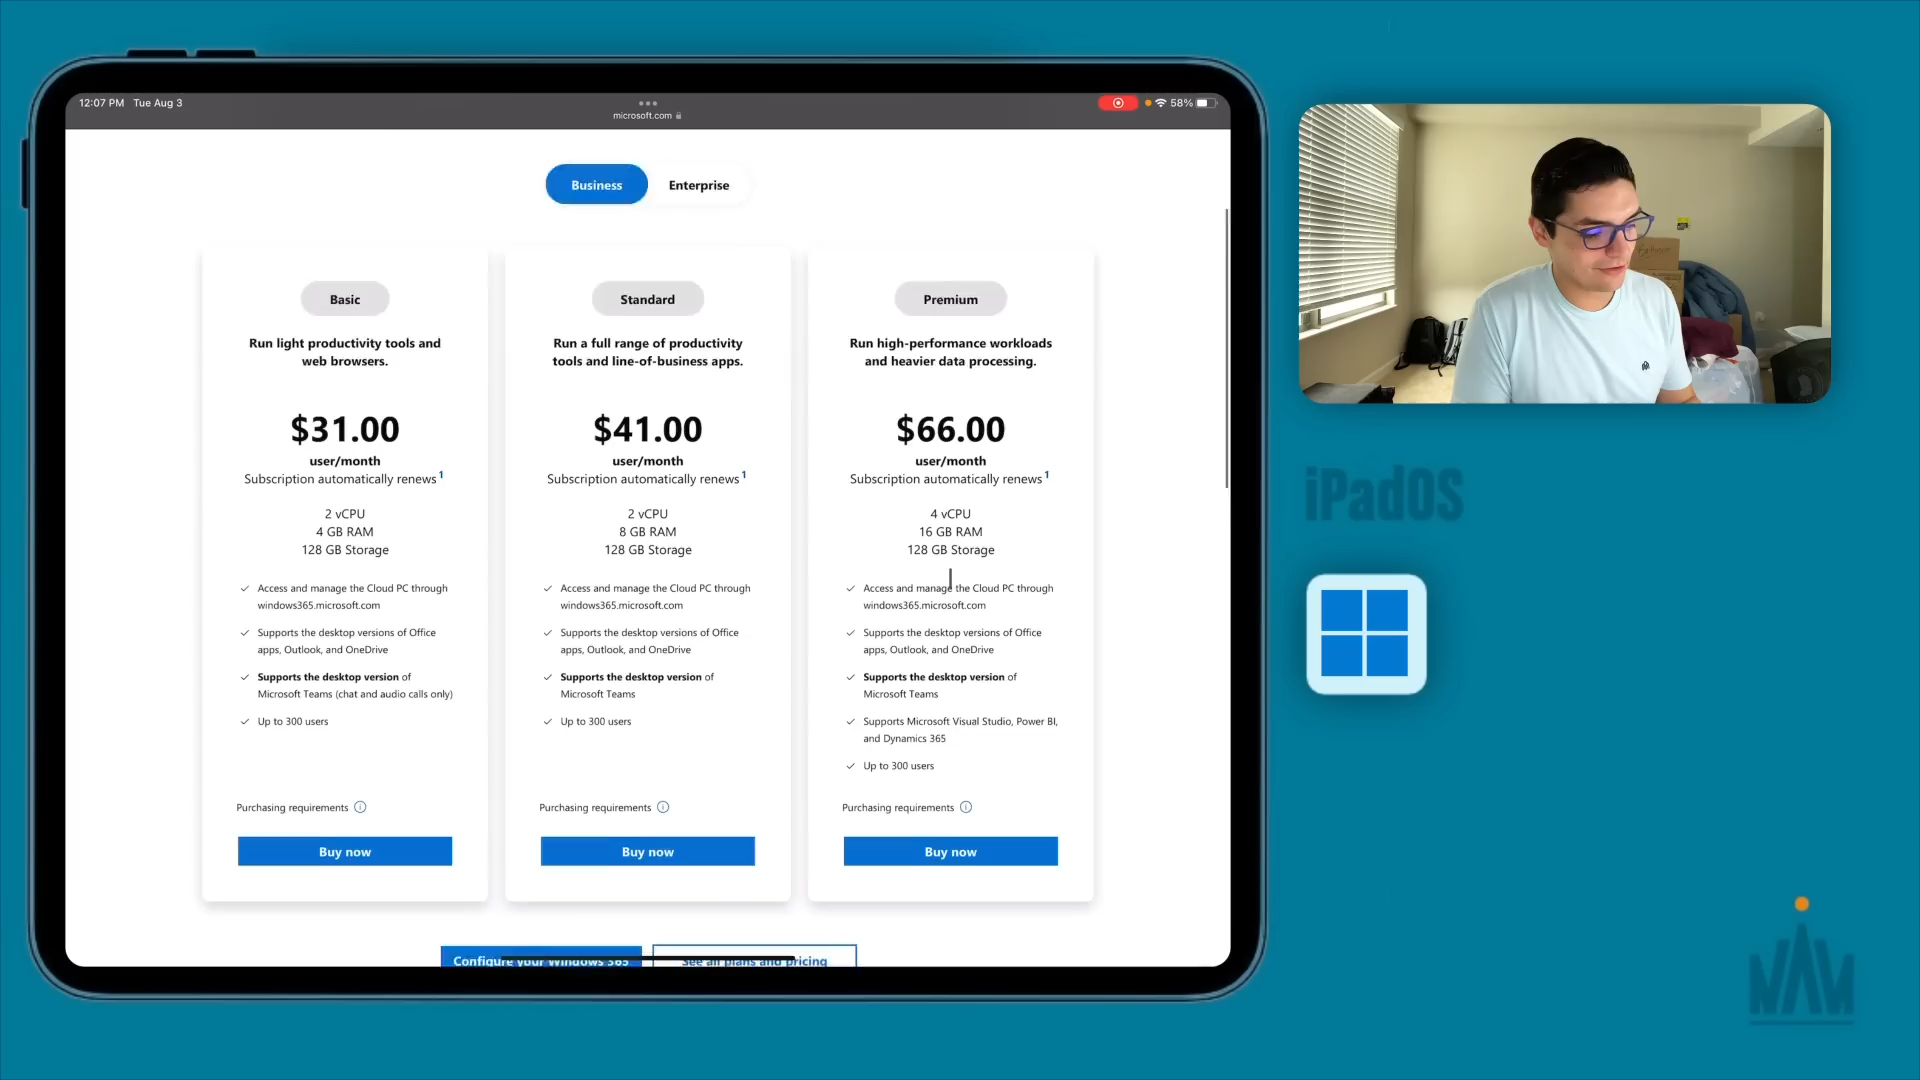 12:07 PM Tue Aug 3
58%
microsoft.com
Business
Enterprise
Basic
Run light productivity tools and
web browsers.
$31.00
user/month
Subscription automatically renews 1
2 vCPU
4 GB RAM
128 GB Storage
Access and manage the Cloud PC through
windows365.microsoft.com
Supports the desktop versions of Office
apps, Outlook, and OneDrive
Supports the desktop version of
Microsoft Teams (chat and audio calls only)
Up to 300 users
Purchasing requirements
Buy now
Standard
Run a full range of productivity
tools and line-of-business apps.
$41.00
user/month
Subscription automatically renews 1
2 vCPU
8 GB RAM
128 GB Storage
Access and manage the Cloud PC through
windows365.microsoft.com
Supports the desktop versions of Office
apps, Outlook, and OneDrive
Supports the desktop version of
Microsoft Teams
Up to 300 users
Purchasing requirements
Buy now
Premium
Run high-performance workloads
and heavier data processing.
$66.00
user/month
Subscription automatically renews 1
4 vCPU
16 GB RAM
128 GB Storage
Access and manage the Cloud PC through
windows365.microsoft.com
Supports the desktop versions of Office
apps, Outlook, and OneDrive
Supports the desktop version of
Microsoft Teams
Supports Microsoft Visual Studio, Power BI,
and Dynamics 365
Up to 300 users
Purchasing requirements
Buy now
Configure your Windows 365
See all plans and pricing
iPadOS